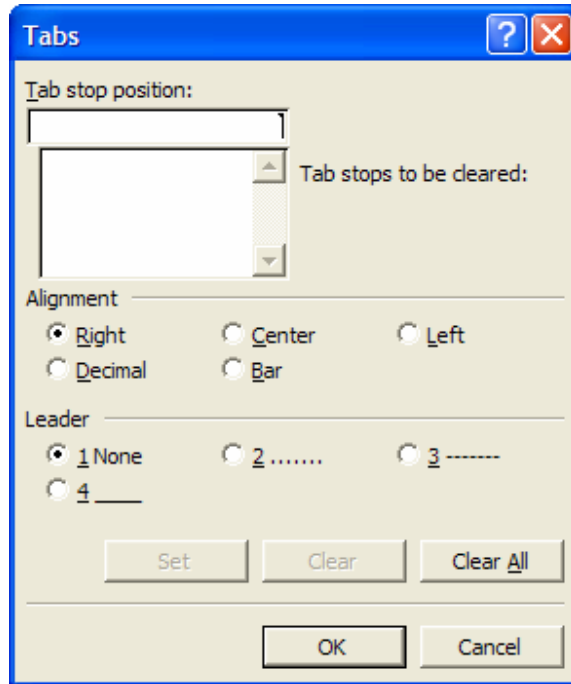 Tabs
Tab stop position:
Tab stops to be cleared:
Alignment
Right Center Left
Decimal Bar
Leader
1 None 2 ....... 3 -------
4 ____
Set Clear Clear All
OK Cancel